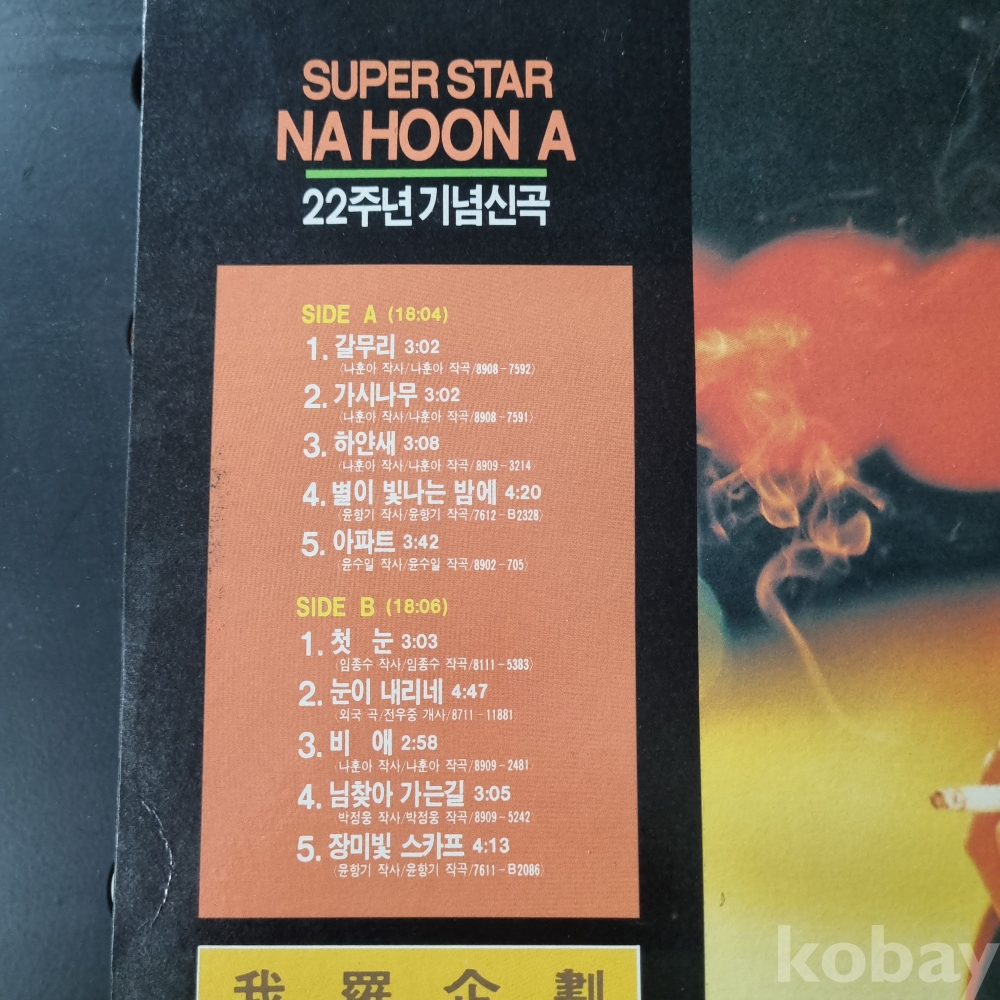 SUPER STAR
NA HOON A
22주년 기념신곡
SIDE A (18:04)
1. 갈무리 3:02
(나훈아 작사/나훈아 작곡/8908-7592)
2. 가시나무 3:02
(나훈아 작사/나훈아 작곡/8908-7591)
3. 하얀새 3:08
(나훈아 작사/나훈아 작곡/8909-3214
4. 별이 빛나는 밤에 4:20
(윤항기 작사/윤항기 작곡/7612-B2328)
5. 아파트 3:42
(윤수일 작사/윤수일 작곡/8902-705)
SIDE B (18:06)
1. 첫 눈 3:03
(임종수 작사/임종수 작곡/8111-5383)
2. 눈이 내리네 4:47
(외국 곡/전우중 개사/8711-11881
3. 비 애 2:58
(나훈아 작사/나훈아 작곡/8909-2481
4. 님찾아 가는길 3:05
박정웅 작사/박정웅 작곡/8909-5242
5. 장미빛 스카프 4:13
(윤항기 작사/윤항기 작곡/7611-B2086)
我羅企劃
kobay